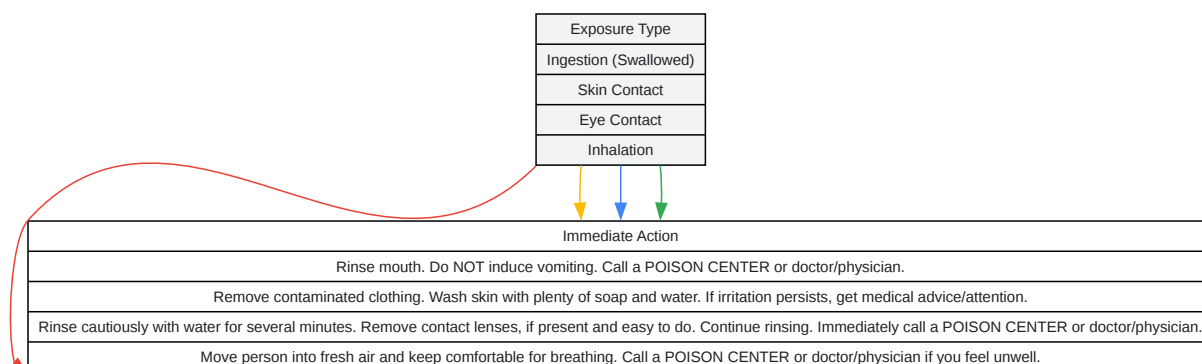 Exposure Type
Ingestion (Swallowed)
Skin Contact
Eye Contact
Inhalation
Immediate Action
Rinse mouth. Do NOT induce vomiting. Call a POISON CENTER or doctor/physician.
Remove contaminated clothing. Wash skin with plenty of soap and water. If irritation persists, get medical advice/attention.
Rinse cautiously with water for several minutes. Remove contact lenses, if present and easy to do. Continue rinsing. Immediately call a POISON CENTER or doctor/physician.
Move person into fresh air and keep comfortable for breathing. Call a POISON CENTER or doctor/physician if you feel unwell.